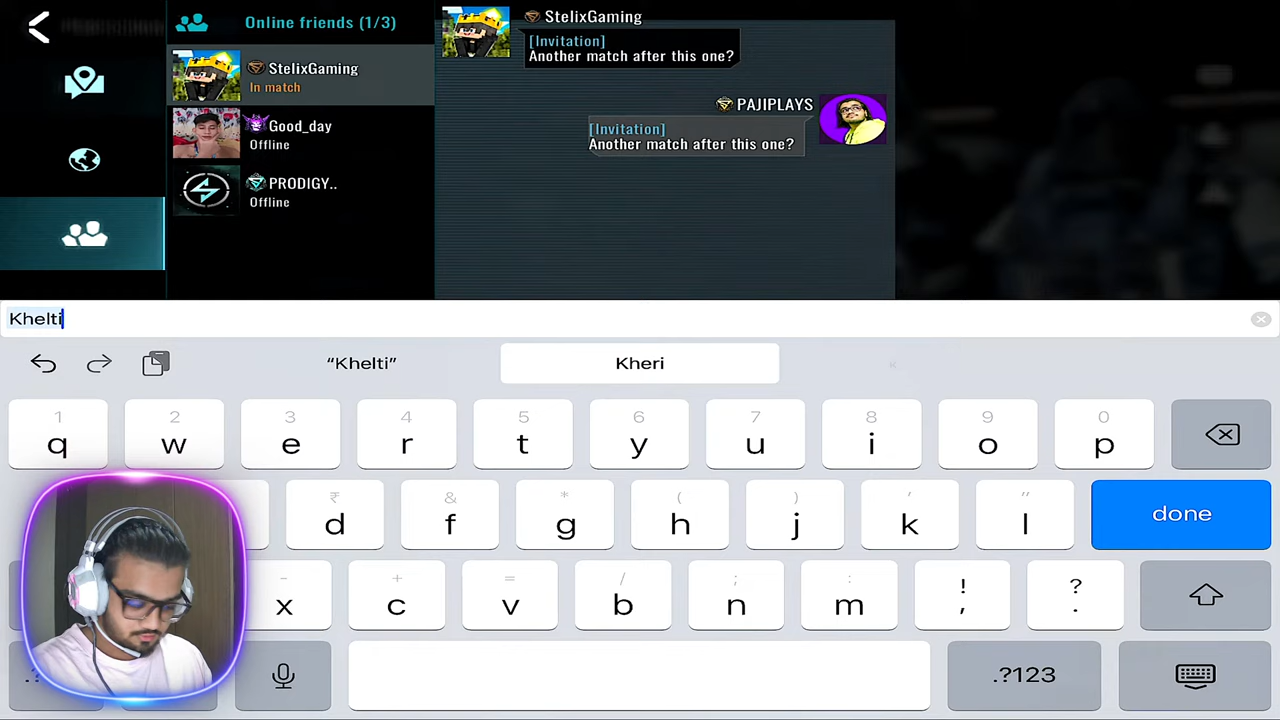 Online friends (1/3)
StelixGaming
In match
Good_day
Offline
PRODIGY..
Offline
StelixGaming
[Invitation]
Another match after this one?
PAJIPLAYS
[Invitation]
Another match after this one?
Khelti
“Khelti” Kheri
1 2 3 4 5 6 7 8 9 0
q w e r t y u i o p
₹ & * ( ) ' "
d f g h j k l done
- + = / ; : ! ?
x c v b n m , .
.? .?123